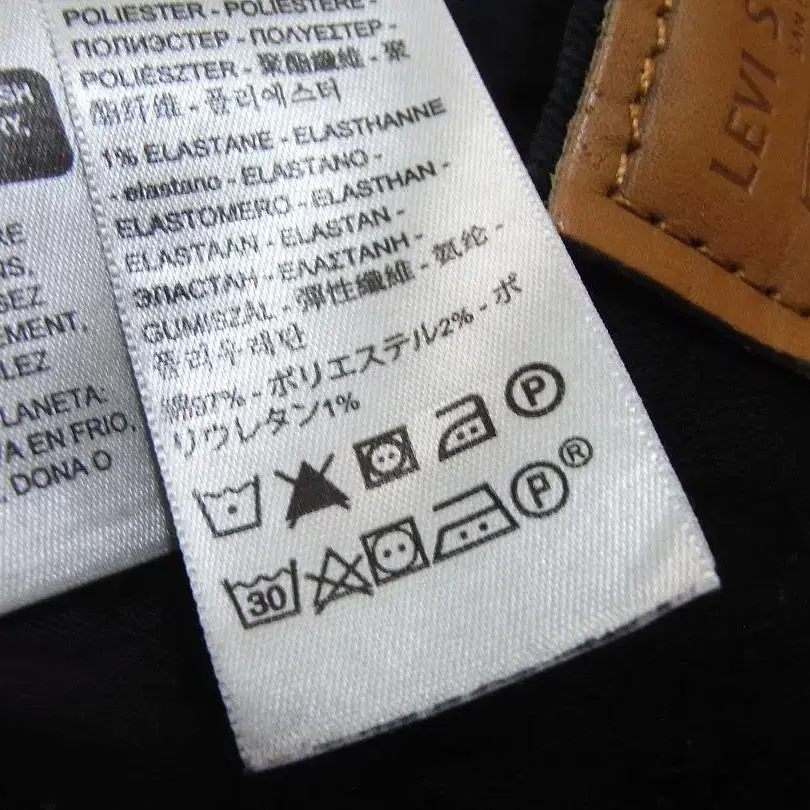 POLIESTER - POLIESTERE -
ПОЛИЭСТЕР - ΠΟΛΥΕΣΤΕΡ -
POLIÉSZTER - 聚酯纖維 - 聚
酯纤维 - 폴리에스터
1% ELASTANE - ELASTHANNE
- elastano - ELASTANO -
ELASTOMERO - ELASTHAN -
ELASTAAN - ELASTAN -
ЭЛАСТАН - ΕΛΑΣΤΑΝΗ -
GUMISZÁL - 彈性纖維 - 氨纶 -
폴리우레탄
綿97% - ポリエステル2% - ポ
リウレタン1%
P
P®
30
SH
Y.
RE
NS.
SEZ
EMENT.
LEZ
PLANETA:
VA EN FRIO,
, DONA O
LEVI S